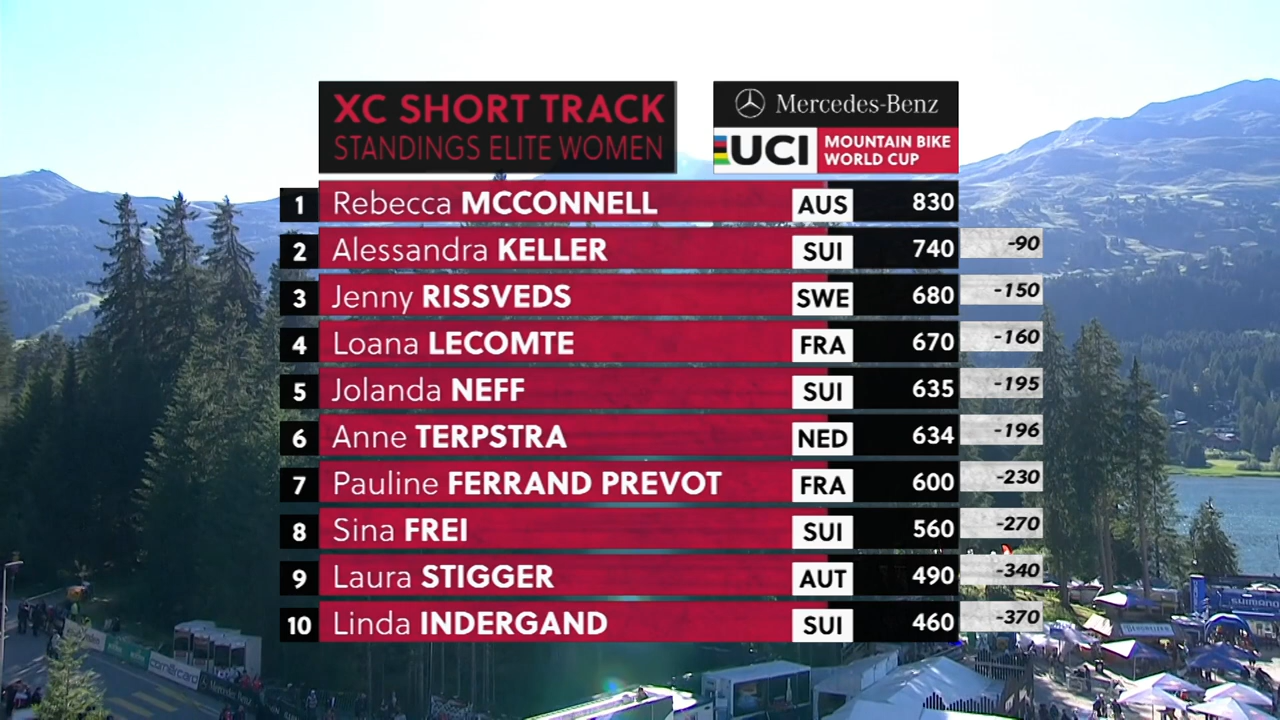 XC SHORT TRACK
STANDINGS ELITE WOMEN
Mercedes-Benz
UCI
MOUNTAIN BIKE
WORLD CUP
1 Rebecca MCCONNELL AUS 830
2 Alessandra KELLER SUI 740 -90
3 Jenny RISSVEDS SWE 680 -150
4 Loana LECOMTE FRA 670 -160
5 Jolanda NEFF SUI 635 -195
6 Anne TERPSTRA NED 634 -196
7 Pauline FERRAND PREVOT FRA 600 -230
8 Sina FREI SUI 560 -270
9 Laura STIGGER AUT 490 -340
10 Linda INDERGAND SUI 460 -370
SHIMANO
Mercedes-Benz